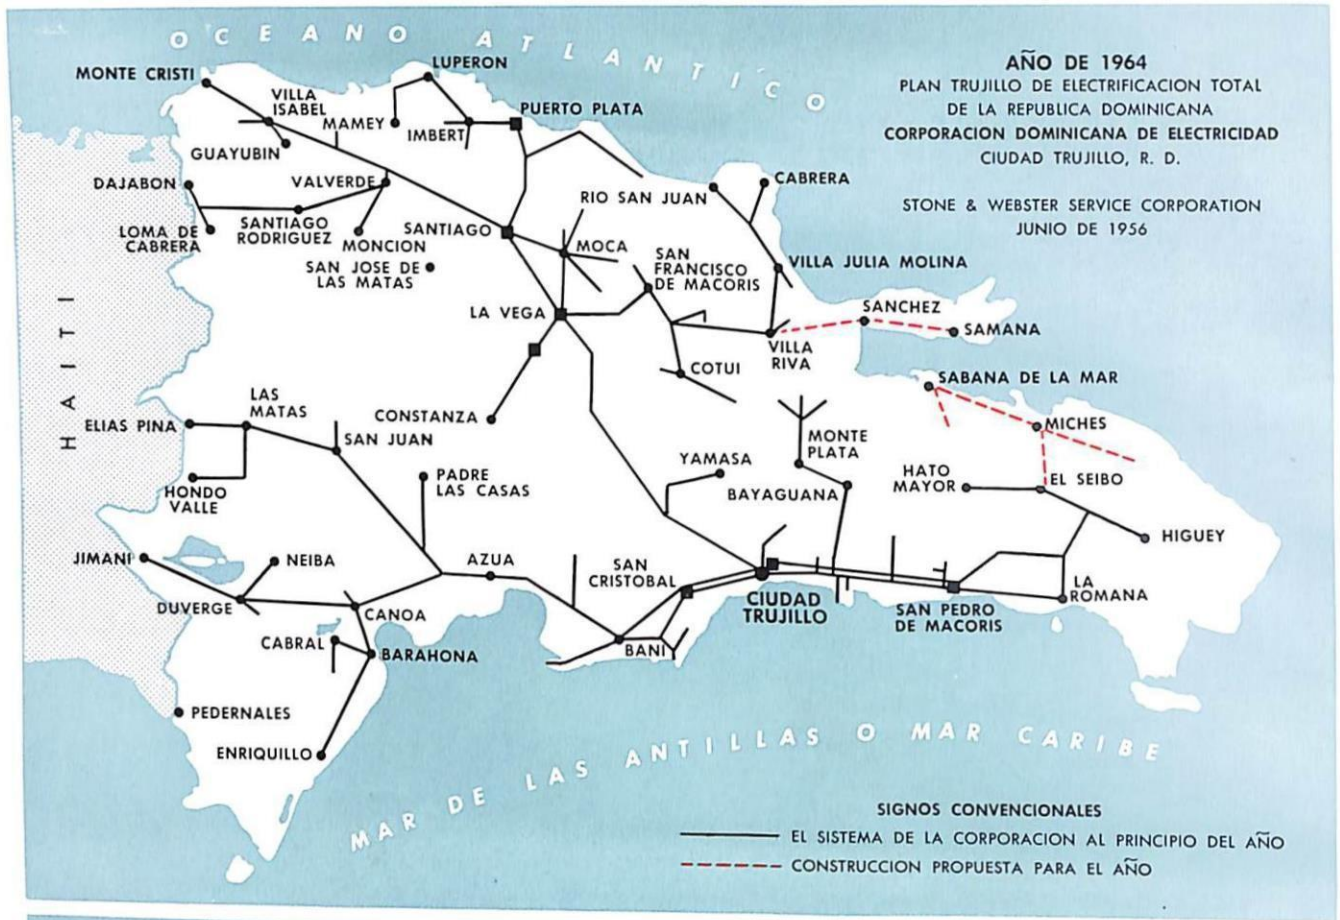 OCEANO ATLANTICO
AÑO DE 1964
PLAN TRUJILLO DE ELECTRIFICACION TOTAL
DE LA REPUBLICA DOMINICANA
CORPORACION DOMINICANA DE ELECTRICIDAD
CIUDAD TRUJILLO, R. D.
STONE & WEBSTER SERVICE CORPORATION
JUNIO DE 1956
MONTE CRISTI
LUPERON
VILLA
ISABEL
MAMEY
IMBERT
PUERTO PLATA
GUAYUBIN
DAJABON
VALVERDE
RIO SAN JUAN
CABRERA
LOMA DE
CABRERA
SANTIAGO
RODRIGUEZ
MONCION
SANTIAGO
MOCA
SAN JOSE DE
LAS MATAS
SAN
FRANCISCO
DE MACORIS
VILLA JULIA MOLINA
HAITI
LA VEGA
SANCHEZ
SAMANA
VILLA
RIVA
COTUI
SABANA DE LA MAR
LAS
MATAS
CONSTANZA
ELIAS PINA
SAN JUAN
MICHES
MONTE
PLATA
YAMASA
PADRE
LAS CASAS
HATO
MAYOR
EL SEIBO
BAYAGUANA
HONDO
VALLE
HIGUEY
JIMANI
NEIBA
AZUA
SAN
CRISTOBAL
CIUDAD
TRUJILLO
LA
ROMANA
SAN PEDRO
DE MACORIS
DUVERGE
CANOA
CABRAL
BARAHONA
BANI
PEDERNALES
ENRIQUILLO
MAR DE LAS ANTILLAS O MAR CARIBE
SIGNOS CONVENCIONALES
EL SISTEMA DE LA CORPORACION AL PRINCIPIO DEL AÑO
CONSTRUCCION PROPUESTA PARA EL AÑO